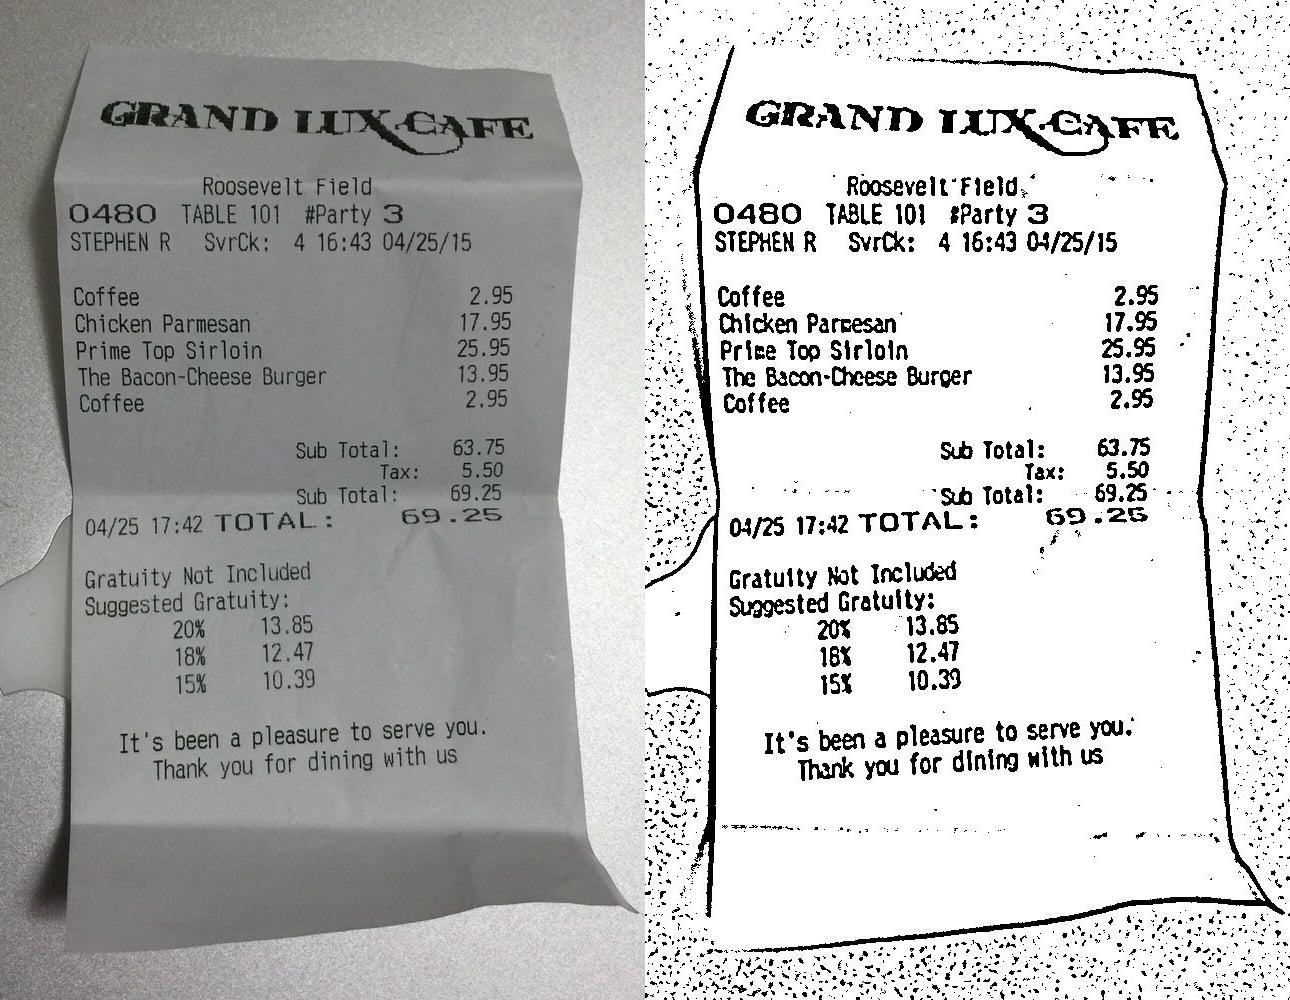 GRAND LUX CAFE
Roosevelt Field
0480 TABLE 101 #Party 3
STEPHEN R SvrCk: 4 16:43 04/25/15
Coffee 2.95
Chicken Parmesan 17.95
Prime Top Sirloin 25.95
The Bacon-Cheese Burger 13.95
Coffee 2.95
Sub Total: 63.75
Tax: 5.50
Sub Total: 69.25
04/25 17:42 TOTAL: 69.25
Gratuity Not Included
Suggested Gratuity:
20% 13.85
18% 12.47
15% 10.39
It's been a pleasure to serve you.
Thank you for dining with us
GRAND LUX CAFE
Roosevelt Field
0480 TABLE 101 #Party 3
STEPHEN R SvrCk: 4 16:43 04/25/15
Coffee 2.95
Chicken Parmesan 17.95
Prime Top Sirloin 25.95
The Bacon-Cheese Burger 13.95
Coffee 2.95
Sub Total: 63.75
Tax: 5.50
Sub Total: 69.25
04/25 17:42 TOTAL: 69.25
Gratuity Not Included
Suggested Gratuity:
20% 13.85
18% 12.47
15% 10.39
It's been a pleasure to serve you.
Thank you for dining with us